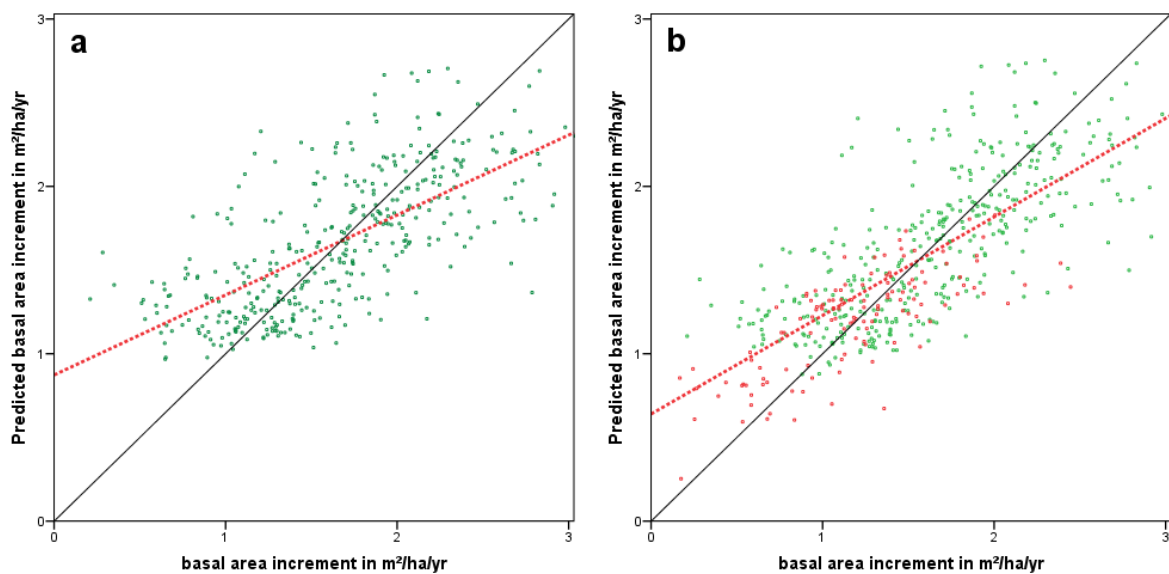 a
3
2
1
0
Predicted basal area increment in m²/ha/yr
0
1
2
3
basal area increment in m²/ha/yr
b
3
2
1
0
Predicted basal area increment in m²/ha/yr
0
1
2
3
basal area increment in m²/ha/yr